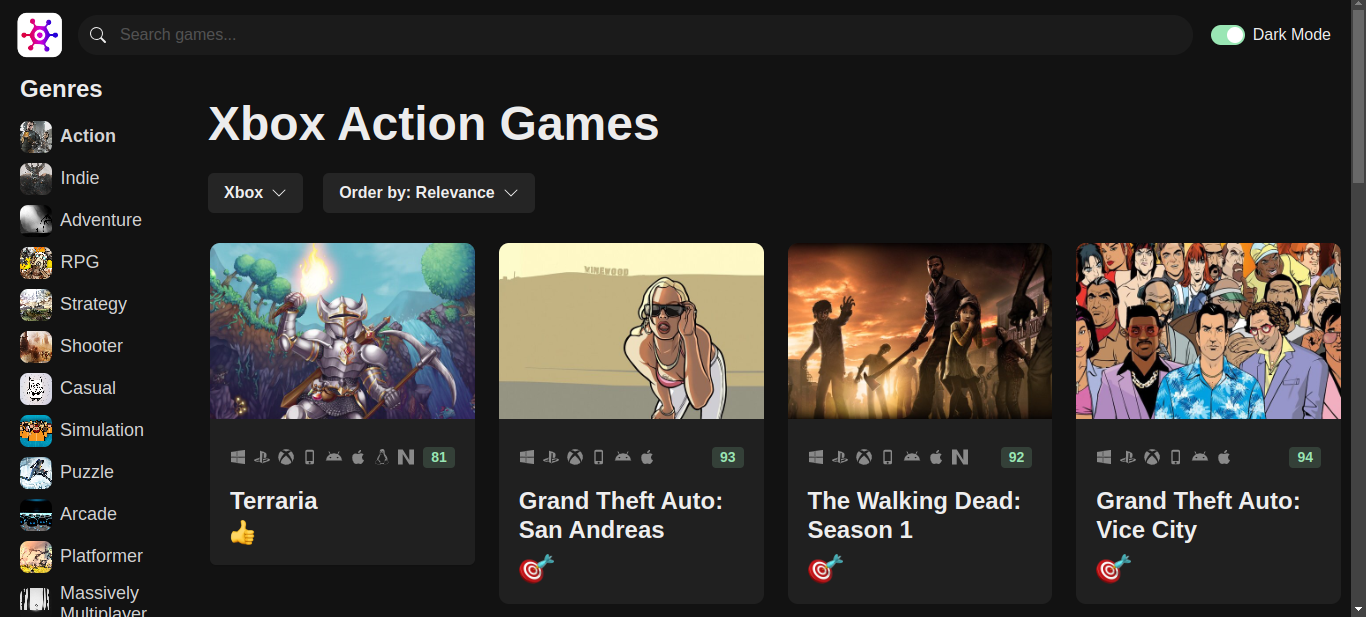 Search games...
Dark Mode
Genres
Action
Indie
Adventure
RPG
Strategy
Shooter
Casual
Simulation
Puzzle
Arcade
Platformer
Massively
Multiplayer
Xbox Action Games
Xbox
Order by: Relevance
VINEWOOD
81
Terraria
93
Grand Theft Auto:
San Andreas
92
The Walking Dead:
Season 1
94
Grand Theft Auto:
Vice City